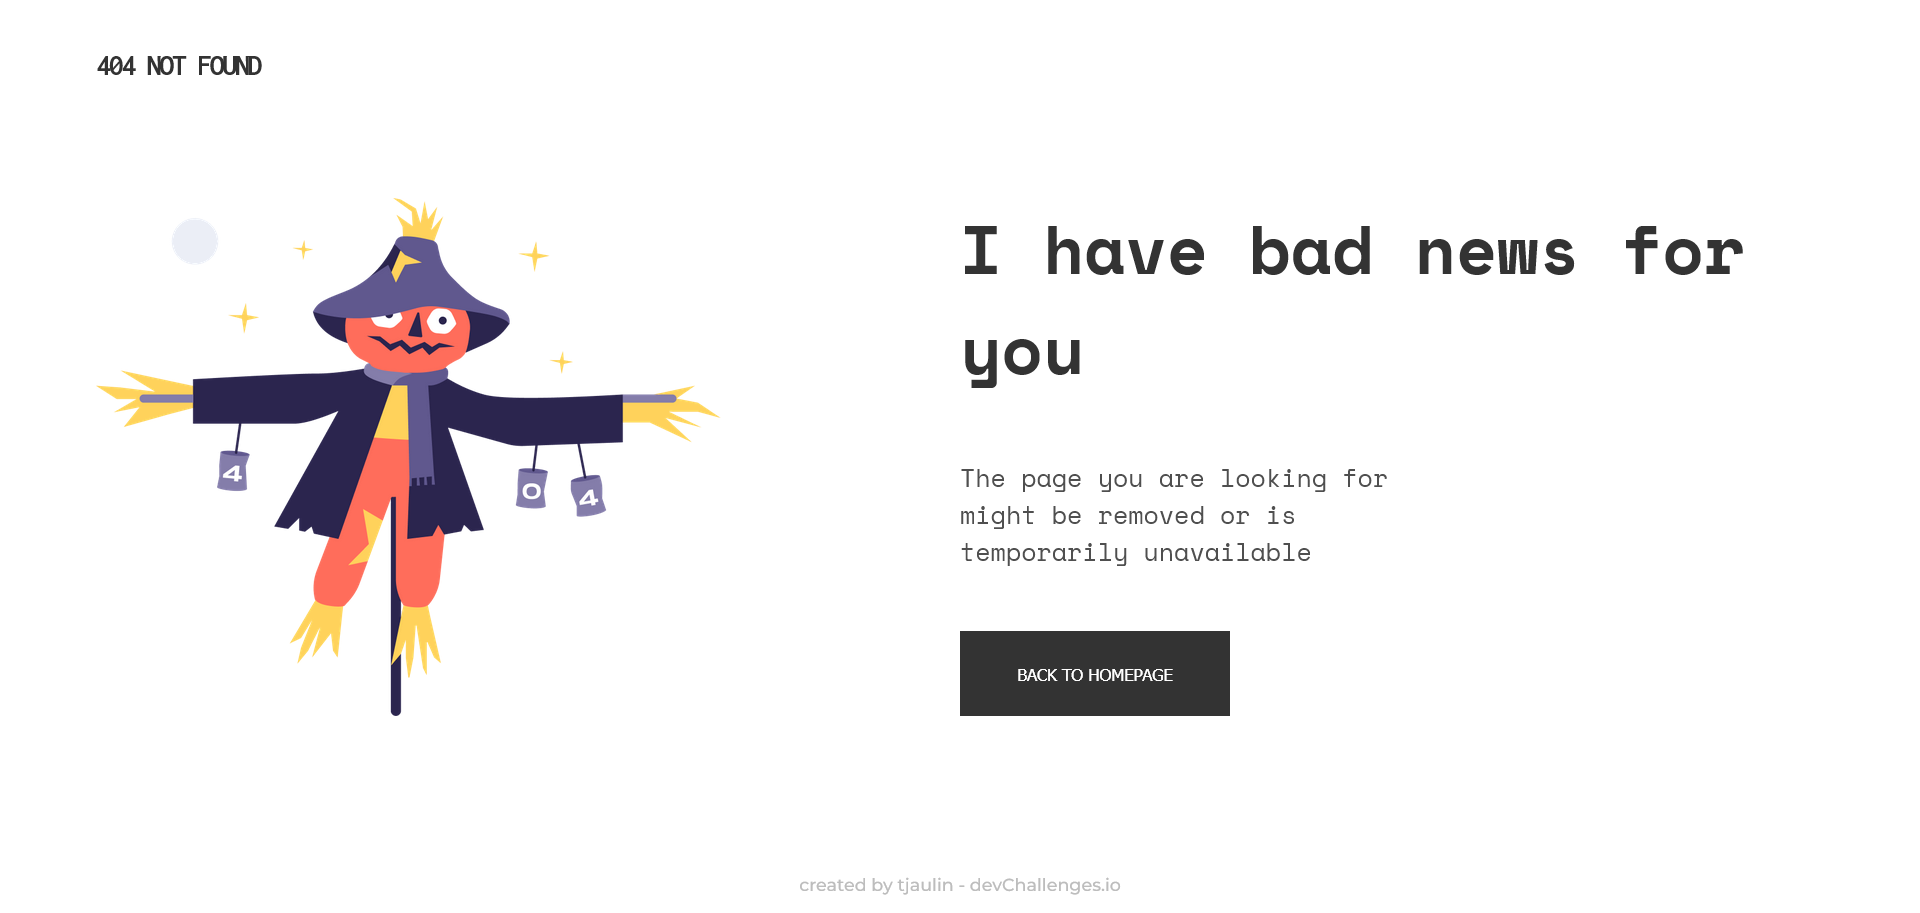 404 NOT FOUND
I have bad news for
you
4
0
4
The page you are looking for
might be removed or is
temporarily unavailable
BACK TO HOMEPAGE
created by tjaulin - devChallenges.io